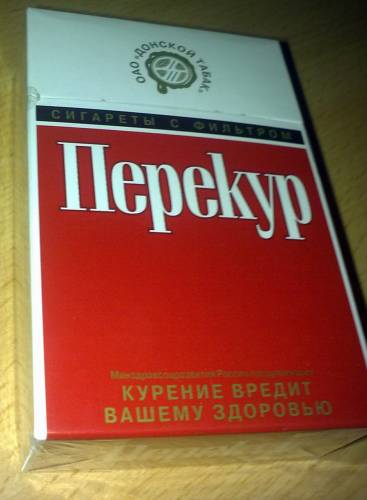 ОАО «ДОНСКОЙ ТАБАК»
СИГАРЕТЫ С ФИЛЬТРОМ
Перекур
Минздравсоцразвития России предупреждает:
КУРЕНИЕ ВРЕДИТ
ВАШЕМУ ЗДОРОВЬЮ